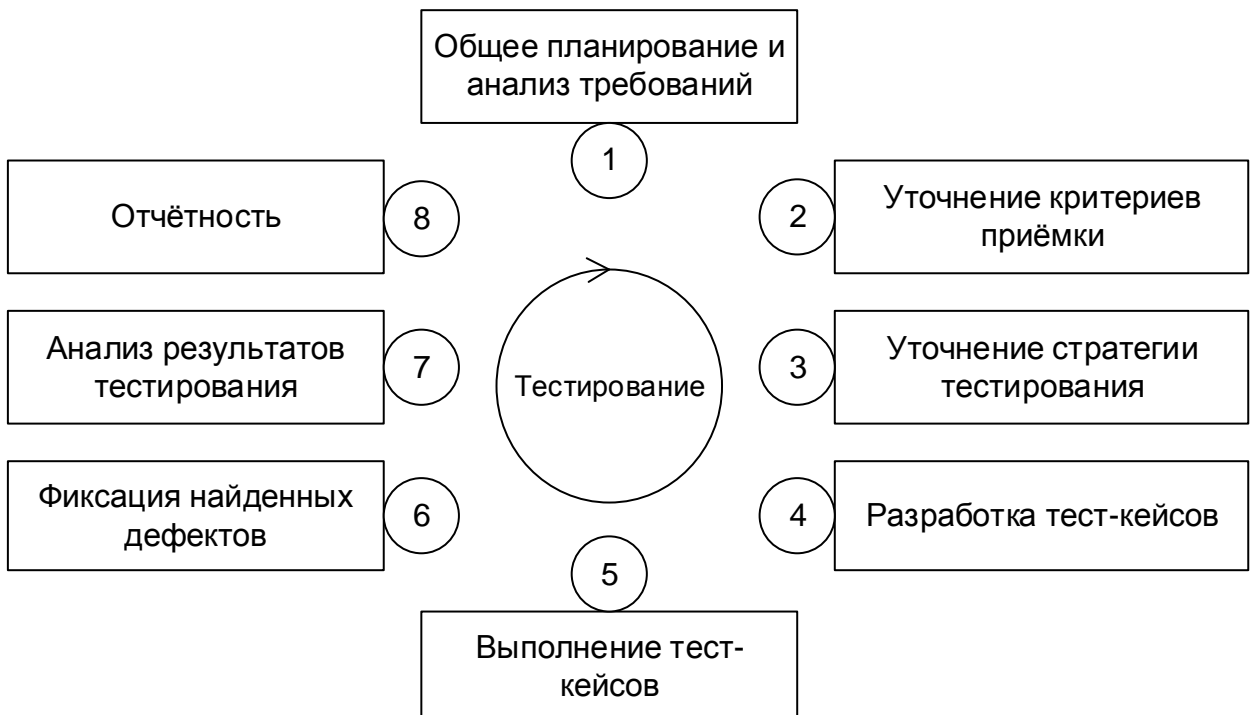 Общее планирование и
анализ требований
1
2
Уточнение критериев
приёмки
3
Уточнение стратегии
тестирования
4
Разработка тест-кейсов
5
Выполнение тест-
кейсов
6
Фиксация найденных
дефектов
7
Анализ результатов
тестирования
8
Отчётность
Тестирование